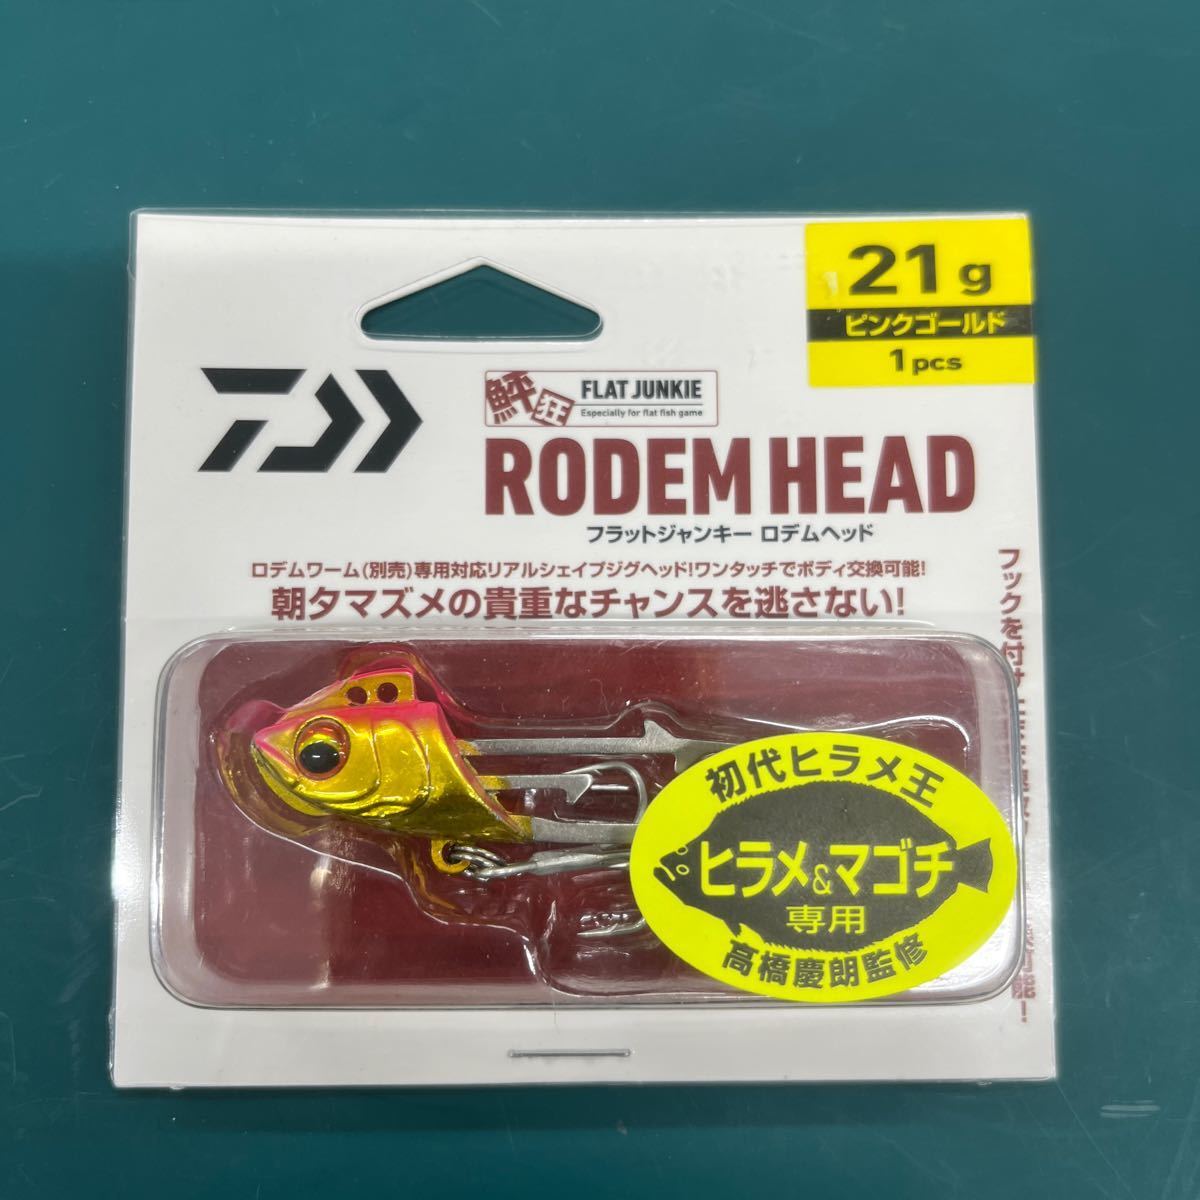 21g
ピンクゴールド
1pcs
鮃狂
FLAT JUNKIE
Especially for flat fish game
RODEM HEAD
フラットジャンキー ロデムヘッド
ロデムワーム(別売)専用対応リアルシェイプジグヘッド!ワンタッチでボディ交換可能!
朝夕マズメの貴重なチャンスを逃さない!
フックを付け
能!
初代ヒラメ王
ヒラメ&マゴチ
専用
高橋慶朗監修